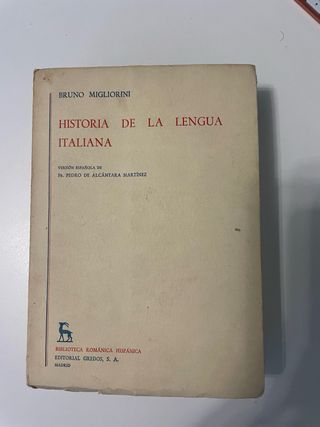 BRUNO MIGLIORINI
HISTORIA DE LA LENGUA
ITALIANA
VERSIÓN ESPAÑOLA DE
FR. PEDRO DE ALCÁNTARA MARTÍNEZ
BIBLIOTECA ROMÁNICA HISPÁNICA
EDITORIAL GREDOS, S. A.
MADRID